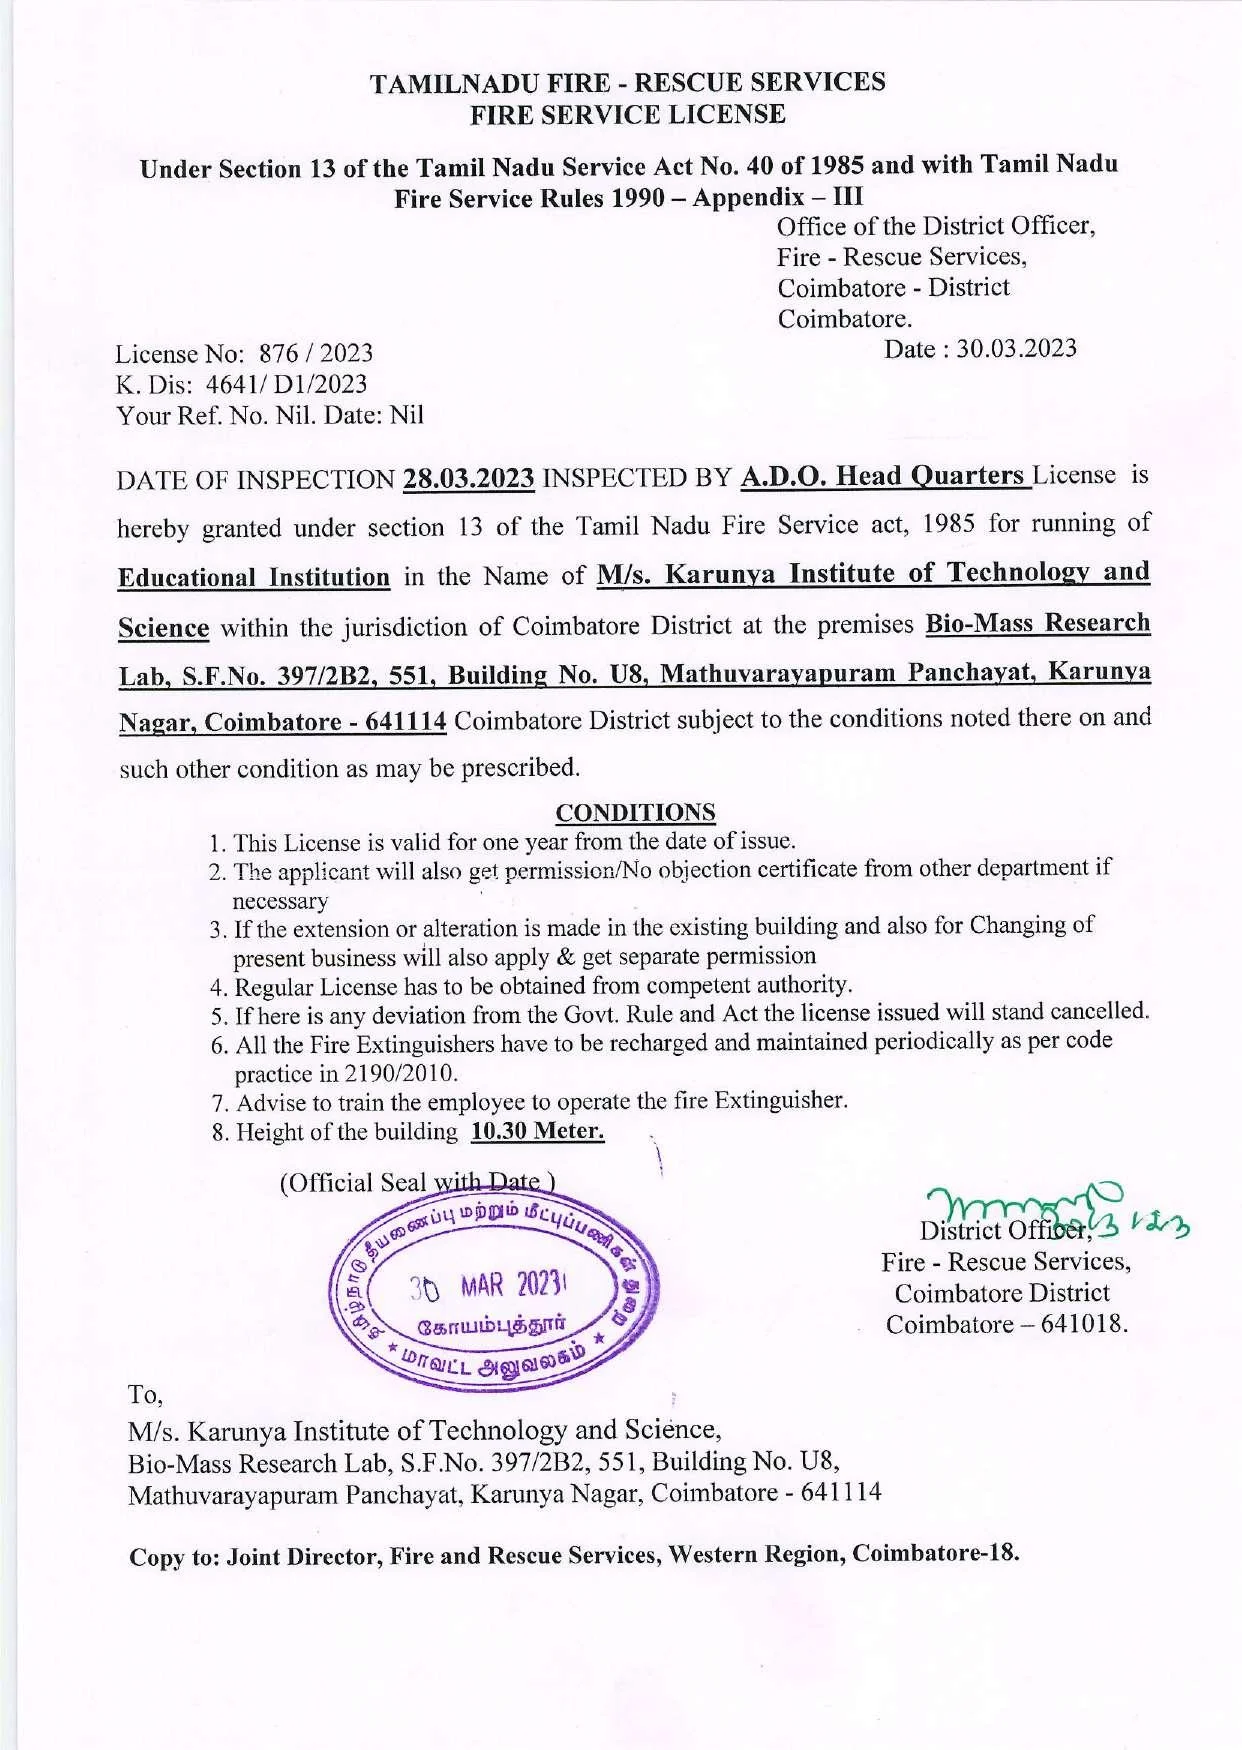 TAMILNADU FIRE - RESCUE SERVICES
FIRE SERVICE LICENSE
Under Section 13 of the Tamil Nadu Service Act No. 40 of 1985 and with Tamil Nadu
Fire Service Rules 1990 – Appendix – III
Office of the District Officer,
Fire - Rescue Services,
Coimbatore - District
Coimbatore.
License No: 876 / 2023
Date : 30.03.2023
K. Dis: 4641/ D1/2023
Your Ref. No. Nil. Date: Nil
DATE OF INSPECTION 28.03.2023 INSPECTED BY A.D.O. Head Quarters License is
hereby granted under section 13 of the Tamil Nadu Fire Service act, 1985 for running of
Educational Institution in the Name of M/s. Karunya Institute of Technology and
Science within the jurisdiction of Coimbatore District at the premises Bio-Mass Research
Lab, S.F.No. 397/2B2, 551, Building No. U8, Mathuvarayapuram Panchayat, Karunya
Nagar, Coimbatore - 641114 Coimbatore District subject to the conditions noted there on and
such other condition as may be prescribed.
CONDITIONS
1. This License is valid for one year from the date of issue.
2. The applicant will also get permission/No objection certificate from other department if
necessary
3. If the extension or alteration is made in the existing building and also for Changing of
present business will also apply & get separate permission
4. Regular License has to be obtained from competent authority.
5. If here is any deviation from the Govt. Rule and Act the license issued will stand cancelled.
6. All the Fire Extinguishers have to be recharged and maintained periodically as per code
practice in 2190/2010.
7. Advise to train the employee to operate the fire Extinguisher.
8. Height of the building 10.30 Meter.
(Official Seal with Date )
தமிழ்நாடு தீயணைப்பு மற்றும் மீட்புப்பணிகள் துறை
30 MAR 2023
கோயம்புத்தூர்
* மாவட்ட அலுவலகம் *
District Officer,
Fire - Rescue Services,
Coimbatore District
Coimbatore – 641018.
To,
M/s. Karunya Institute of Technology and Science,
Bio-Mass Research Lab, S.F.No. 397/2B2, 551, Building No. U8,
Mathuvarayapuram Panchayat, Karunya Nagar, Coimbatore - 641114
Copy to: Joint Director, Fire and Rescue Services, Western Region, Coimbatore-18.